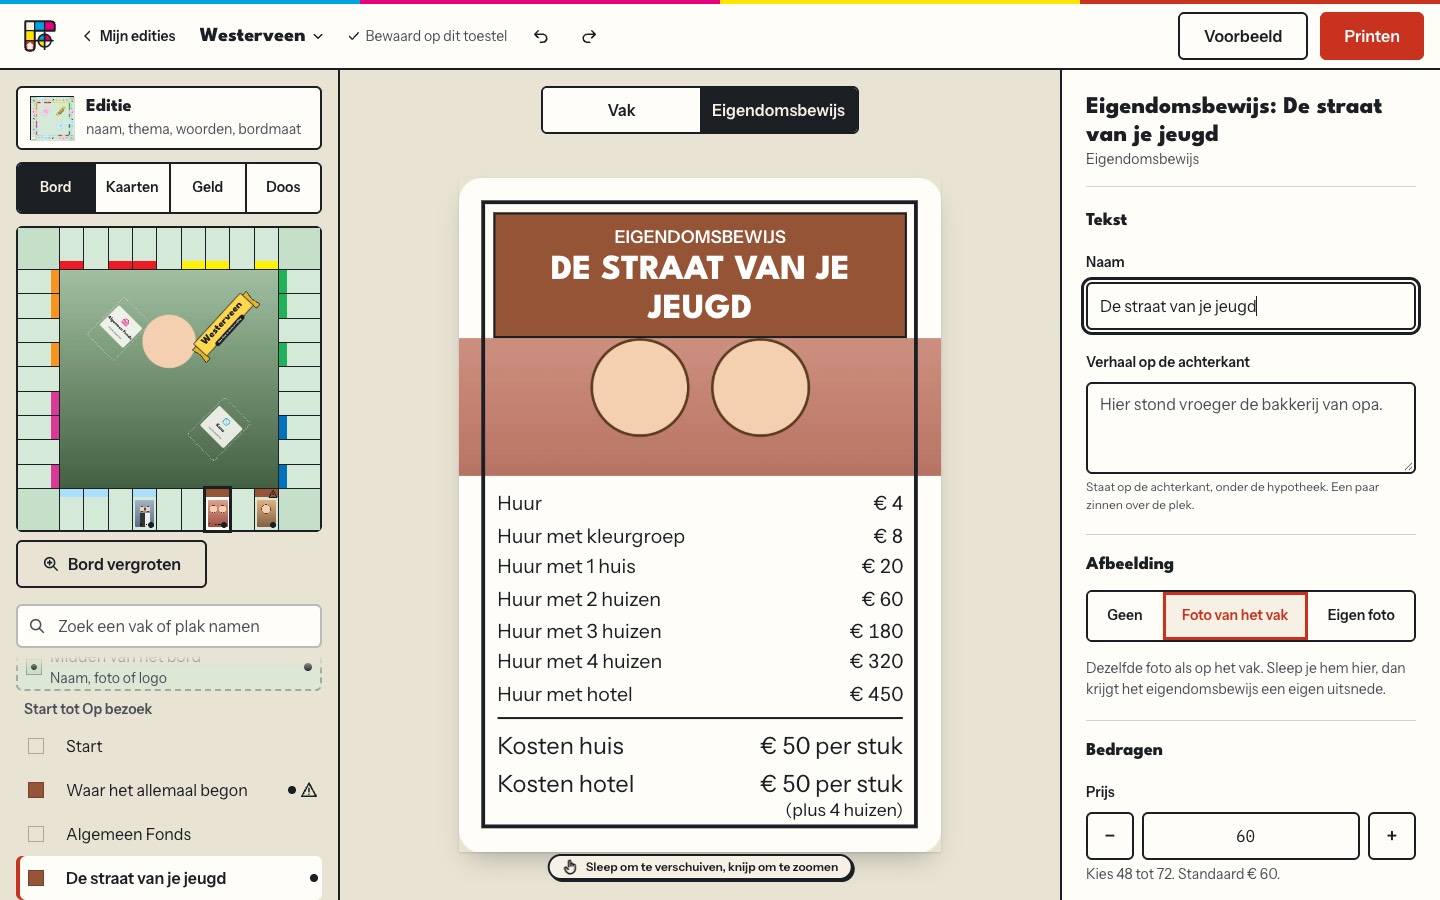 Mijn edities
Westerveen
Bewaard op dit toestel
Voorbeeld
Printen
Editie
naam, thema, woorden, bordmaat
Bord
Kaarten
Geld
Doos
Algemeen Fonds
Westerveen
Kans
Bord vergroten
Zoek een vak of plak namen
Midden van het bord
Naam, foto of logo
Start tot Op bezoek
Start
Waar het allemaal begon
Algemeen Fonds
De straat van je jeugd
Vak
Eigendomsbewijs
EIGENDOMSBEWIJS
DE STRAAT VAN JE
JEUGD
Huur € 4
Huur met kleurgroep € 8
Huur met 1 huis € 20
Huur met 2 huizen € 60
Huur met 3 huizen € 180
Huur met 4 huizen € 320
Huur met hotel € 450
Kosten huis € 50 per stuk
Kosten hotel € 50 per stuk
(plus 4 huizen)
Sleep om te verschuiven, knijp om te zoomen
Eigendomsbewijs: De straat
van je jeugd
Eigendomsbewijs
Tekst
Naam
De straat van je jeugd
Verhaal op de achterkant
Hier stond vroeger de bakkerij van opa.
Staat op de achterkant, onder de hypotheek. Een paar
zinnen over de plek.
Afbeelding
Geen
Foto van het vak
Eigen foto
Dezelfde foto als op het vak. Sleep je hem hier, dan
krijgt het eigendomsbewijs een eigen uitsnede.
Bedragen
Prijs
− 60 +
Kies 48 tot 72. Standaard € 60.